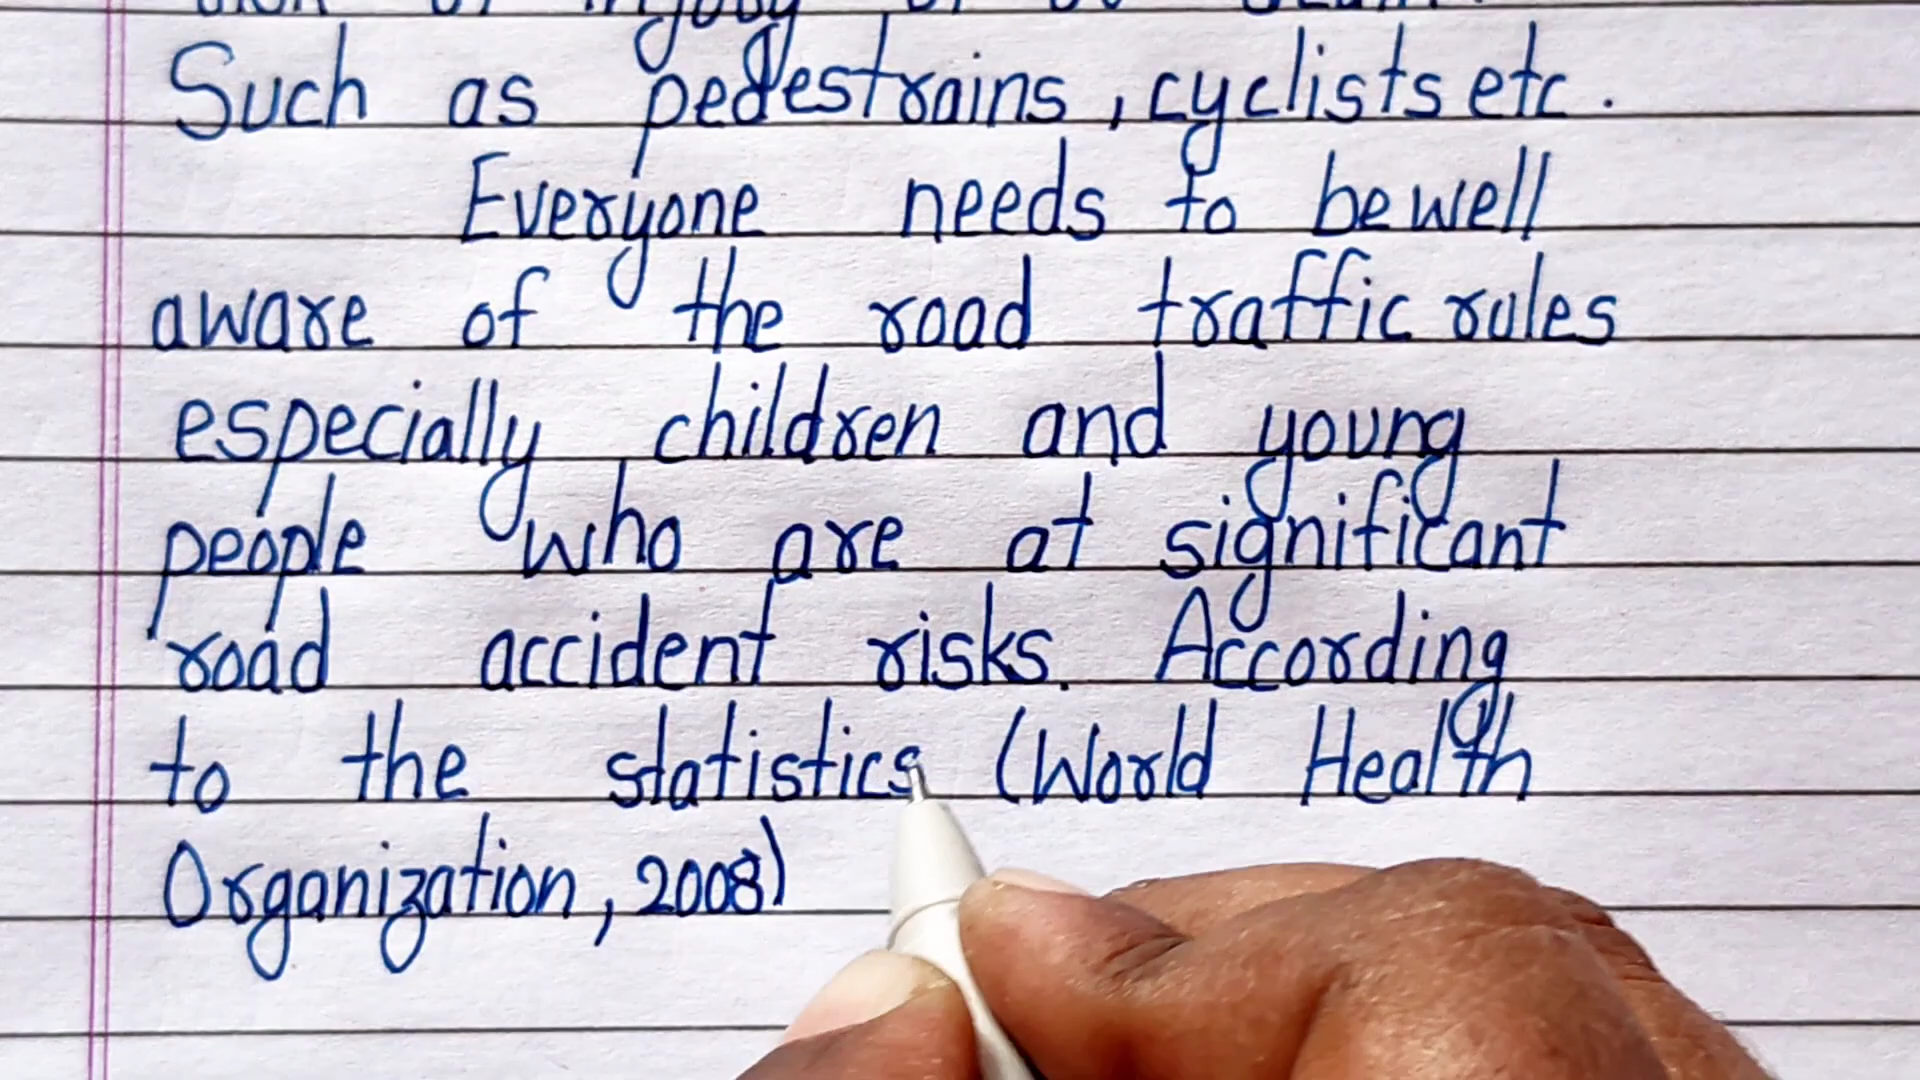 Such as pedestrains, cyclists etc.
Everyone needs to be well
aware of the road traffic rules
especially children and young
people who are at significant
road accident risks. According
to the statistics (World Health
Organization, 2008)